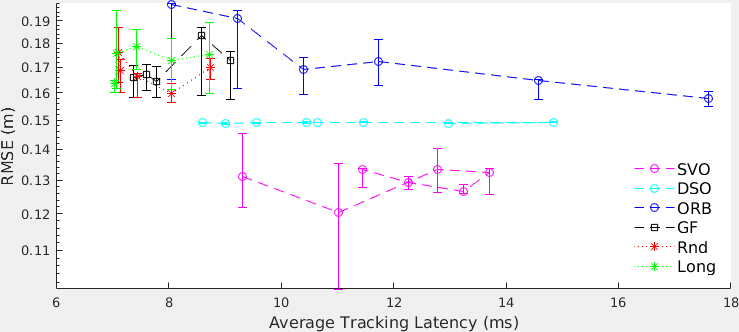 0.19
0.18
0.17
0.16
0.15
0.14
0.13
0.12
0.11
RMSE (m)
SVO
DSO
ORB
GF
Rnd
Long
6 8 10 12 14 16 18
Average Tracking Latency (ms)